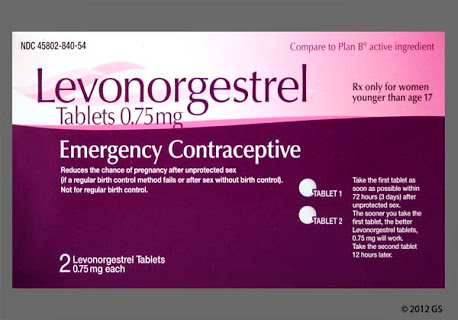 NDC 45802-840-54
Compare to Plan B® active ingredient
Levonorgestrel
Tablets 0.75mg
Rx only for women
younger than age 17
Emergency Contraceptive
Reduces the chance of pregnancy after unprotected sex
(if a regular birth control method fails or after sex without birth control).
Not for regular birth control.
TABLET 1
TABLET 2
Take the first tablet as
soon as possible within
72 hours (3 days) after
unprotected sex.
The sooner you take the
first tablet, the better
Levonorgestrel tablets,
0.75 mg will work.
Take the second tablet
12 hours later.
2 Levonorgestrel Tablets
0.75 mg each
©2012 GS